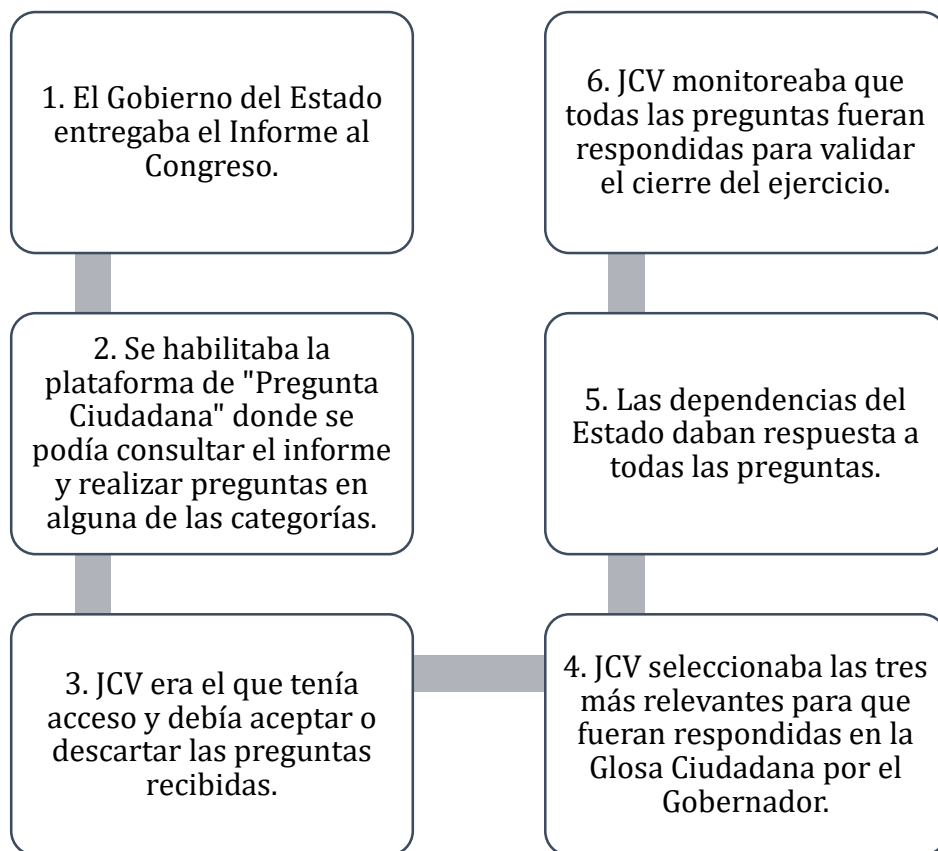 1. El Gobierno del Estado
entregaba el Informe al
Congreso.
2. Se habilitaba la
plataforma de "Pregunta
Ciudadana" donde se
podía consultar el informe
y realizar preguntas en
alguna de las categorías.
3. JCV era el que tenía
acceso y debía aceptar o
descartar las preguntas
recibidas.
4. JCV seleccionaba las tres
más relevantes para que
fueran respondidas en la
Glosa Ciudadana por el
Gobernador.
5. Las dependencias del
Estado daban respuesta a
todas las preguntas.
6. JCV monitoreaba que
todas las preguntas fueran
respondidas para validar
el cierre del ejercicio.